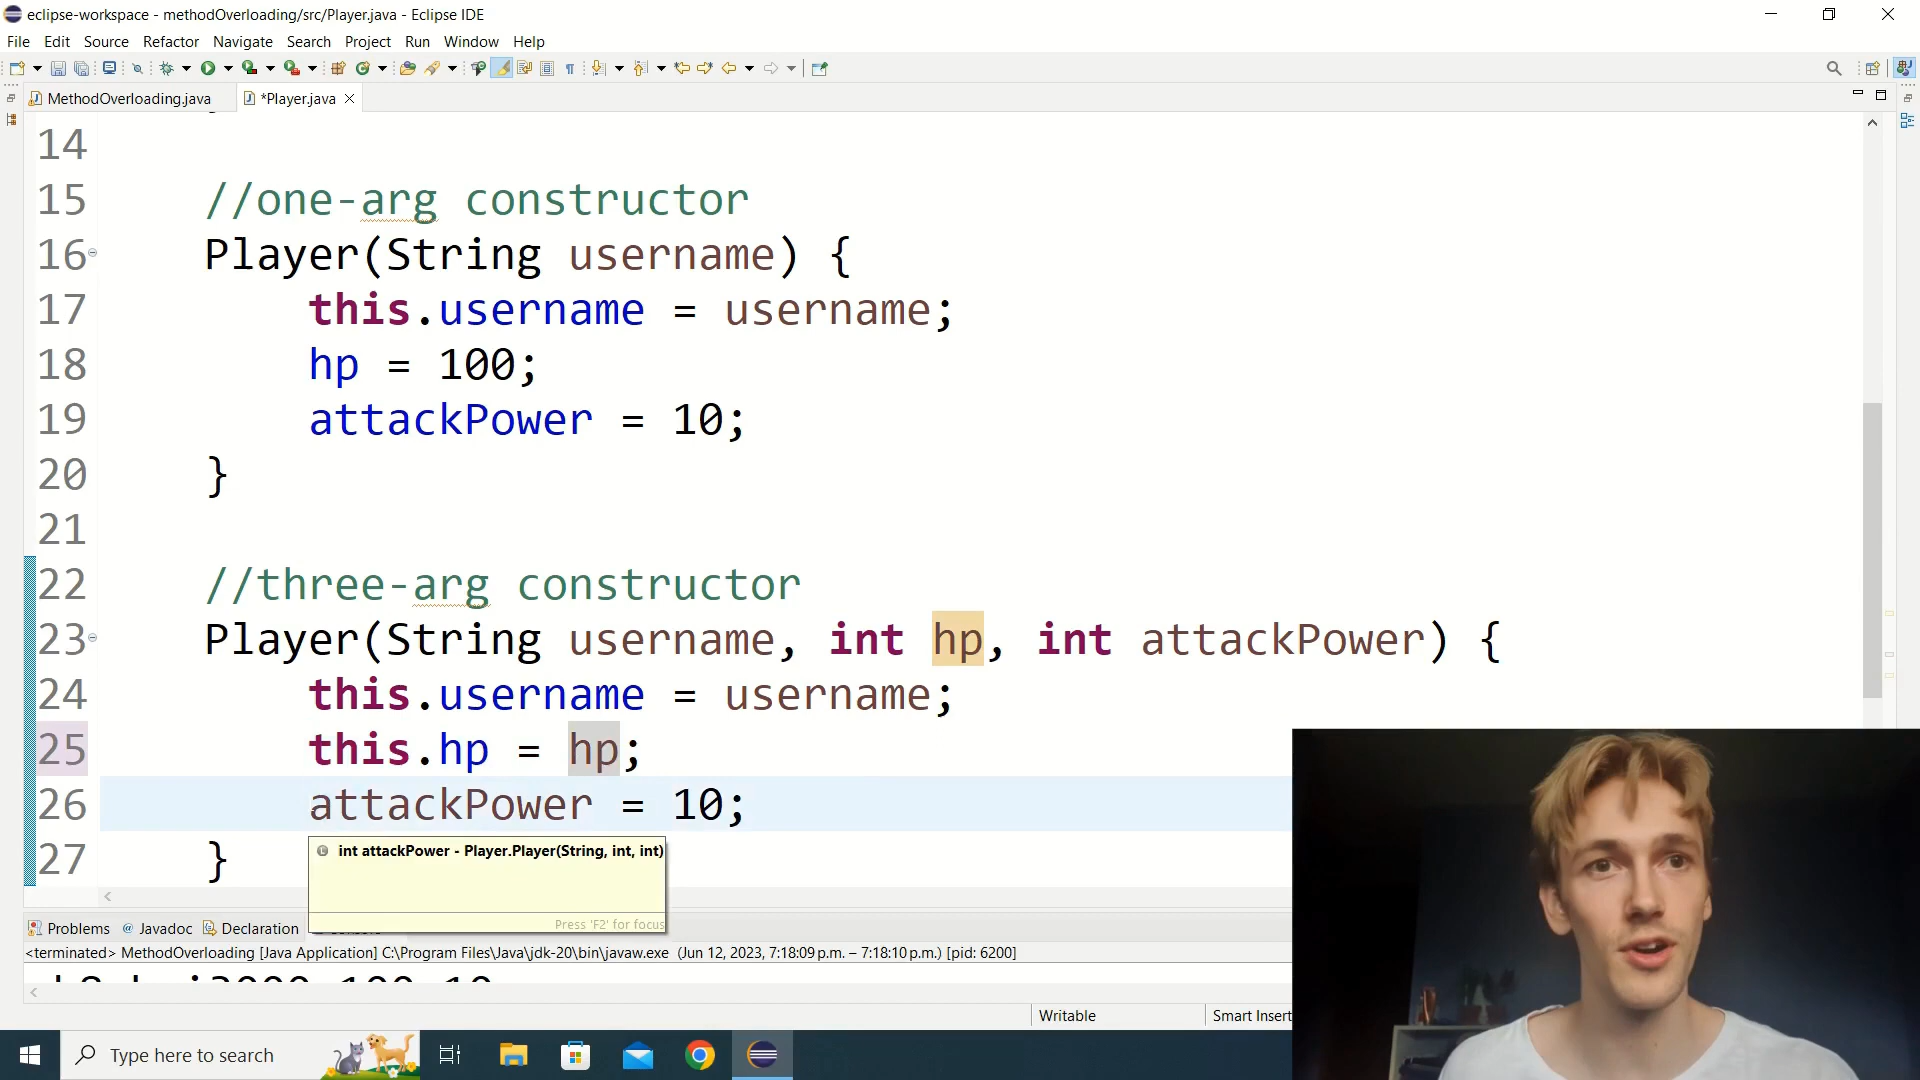 eclipse-workspace - methodOverloading/src/Player.java - Eclipse IDE
File Edit Source Refactor Navigate Search Project Run Window Help
MethodOverloading.java *Player.java
14
15 //one-arg constructor
16 Player(String username) {
17 this.username = username;
18 hp = 100;
19 attackPower = 10;
20 }
21
22 //three-arg constructor
23 Player(String username, int hp, int attackPower) {
24 this.username = username;
25 this.hp = hp;
26 attackPower = 10;
27 }
int attackPower - Player.Player(String, int, int)
Press 'F2' for focus
Problems @ Javadoc Declaration
<terminated> MethodOverloading [Java Application] C:\Program Files\Java\jdk-20\bin\javaw.exe (Jun 12, 2023, 7:18:09 p.m. – 7:18:10 p.m.) [pid: 6200]
Writable Smart Insert
Type here to search